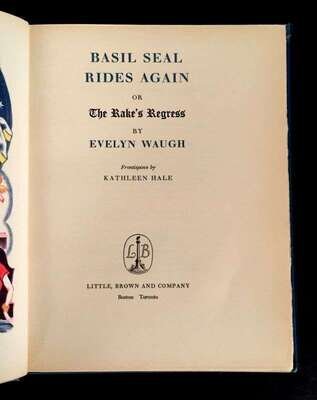 BASIL SEAL
RIDES AGAIN
OR
The Rake's Regress
BY
EVELYN WAUGH
Frontispiece by
KATHLEEN HALE
L B
LITTLE, BROWN AND COMPANY
Boston Toronto